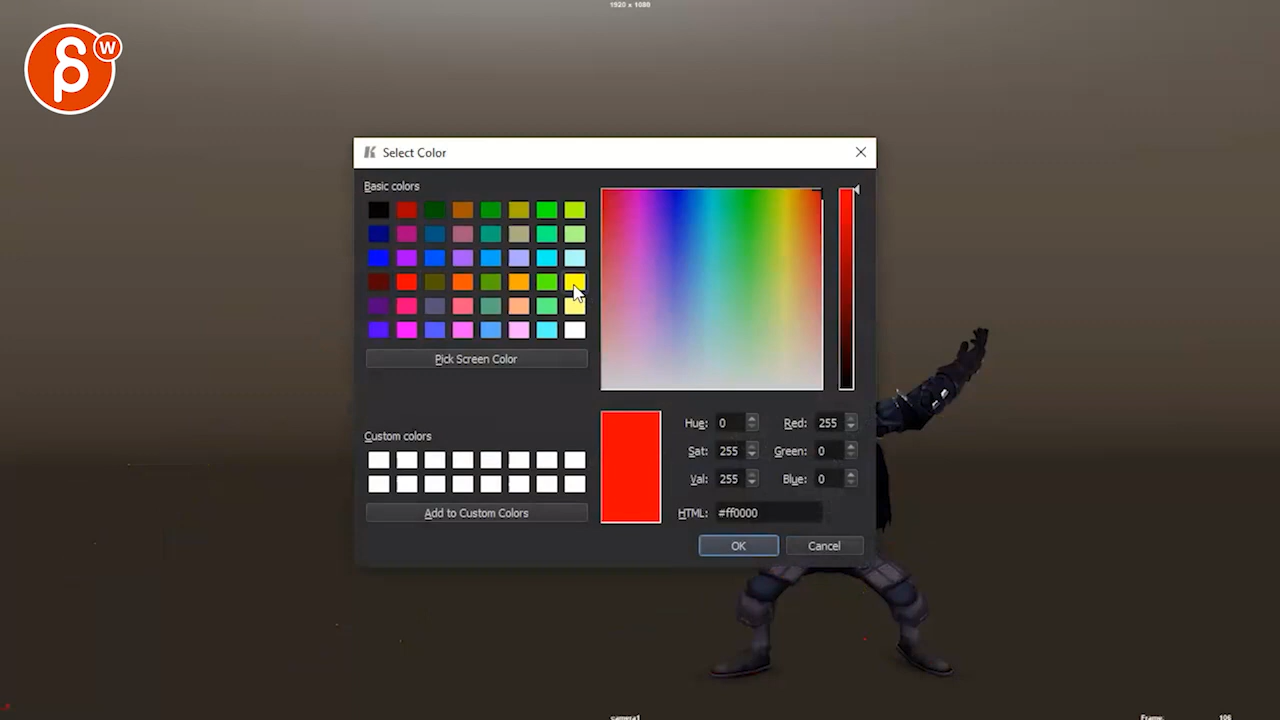 1920 x 1080
W
Select Color
Basic colors
Pick Screen Color
Custom colors
Add to Custom Colors
Hue: 0 Red: 255
Sat: 255 Green: 0
Val: 255 Blue: 0
HTML: #ff0000
OK Cancel
camera1 Frame: 106